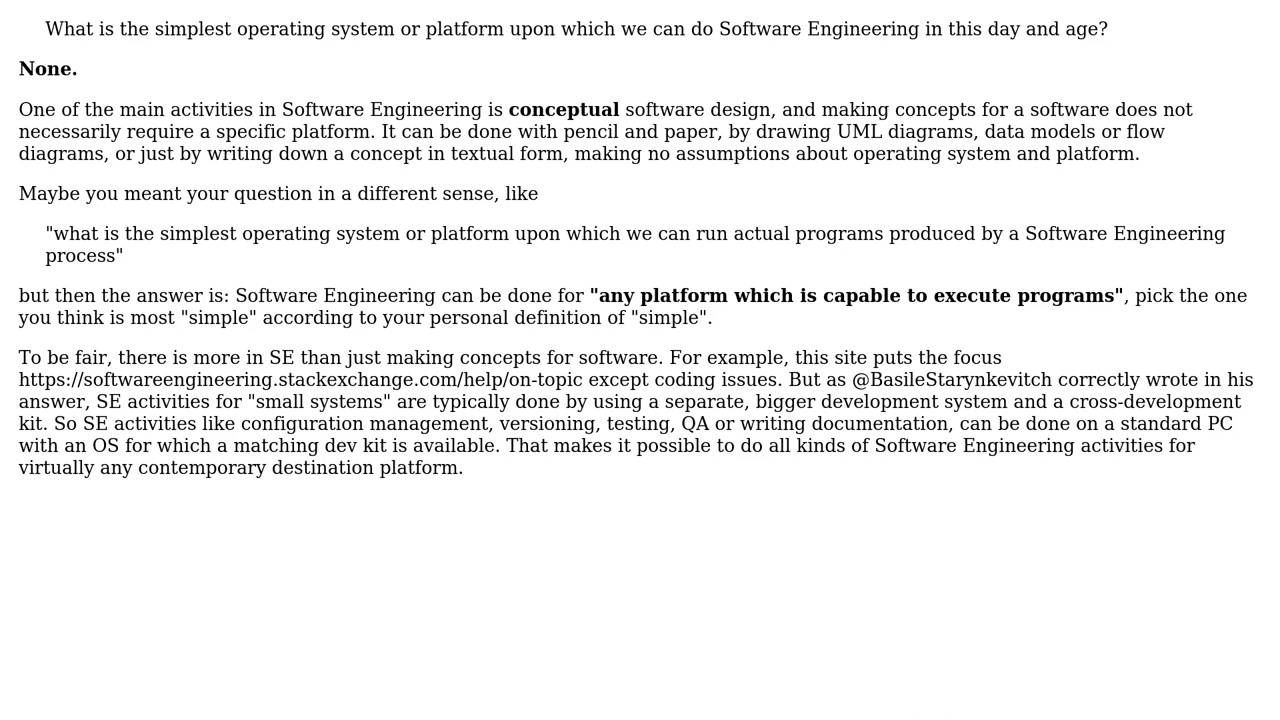 What is the simplest operating system or platform upon which we can do Software Engineering in this day and age?
None.
One of the main activities in Software Engineering is conceptual software design, and making concepts for a software does not
necessarily require a specific platform. It can be done with pencil and paper, by drawing UML diagrams, data models or flow
diagrams, or just by writing down a concept in textual form, making no assumptions about operating system and platform.
Maybe you meant your question in a different sense, like
"what is the simplest operating system or platform upon which we can run actual programs produced by a Software Engineering
process"
but then the answer is: Software Engineering can be done for "any platform which is capable to execute programs", pick the one
you think is most "simple" according to your personal definition of "simple".
To be fair, there is more in SE than just making concepts for software. For example, this site puts the focus
https://softwareengineering.stackexchange.com/help/on-topic except coding issues. But as @BasileStarynkevitch correctly wrote in his
answer, SE activities for "small systems" are typically done by using a separate, bigger development system and a cross-development
kit. So SE activities like configuration management, versioning, testing, QA or writing documentation, can be done on a standard PC
with an OS for which a matching dev kit is available. That makes it possible to do all kinds of Software Engineering activities for
virtually any contemporary destination platform.